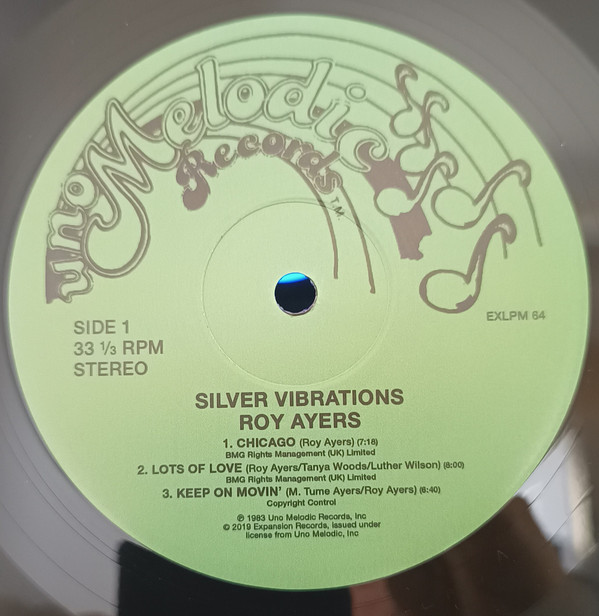 uno Melodic
Records T.M.
EXLPM 64
SIDE 1
33 ⅓ RPM
STEREO
SILVER VIBRATIONS
ROY AYERS
1. CHICAGO (Roy Ayers) (7:18)
BMG Rights Management (UK) Limited
2. LOTS OF LOVE (Roy Ayers/Tanya Woods/Luther Wilson) (8:00)
BMG Rights Management (UK) Limited
3. KEEP ON MOVIN' (M. Tume Ayers/Roy Ayers) (6:40)
Copyright Control
℗ 1983 Uno Melodic Records, Inc
© 2019 Expansion Records, issued under
license from Uno Melodic, Inc